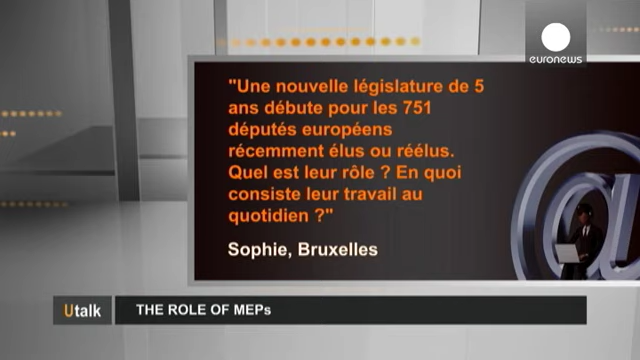 euronews
"Une nouvelle législature de 5
ans débute pour les 751
députés européens
récemment élus ou réélus.
Quel est leur rôle ? En quoi
consiste leur travail au
quotidien ?"
Sophie, Bruxelles
Utalk
THE ROLE OF MEPs